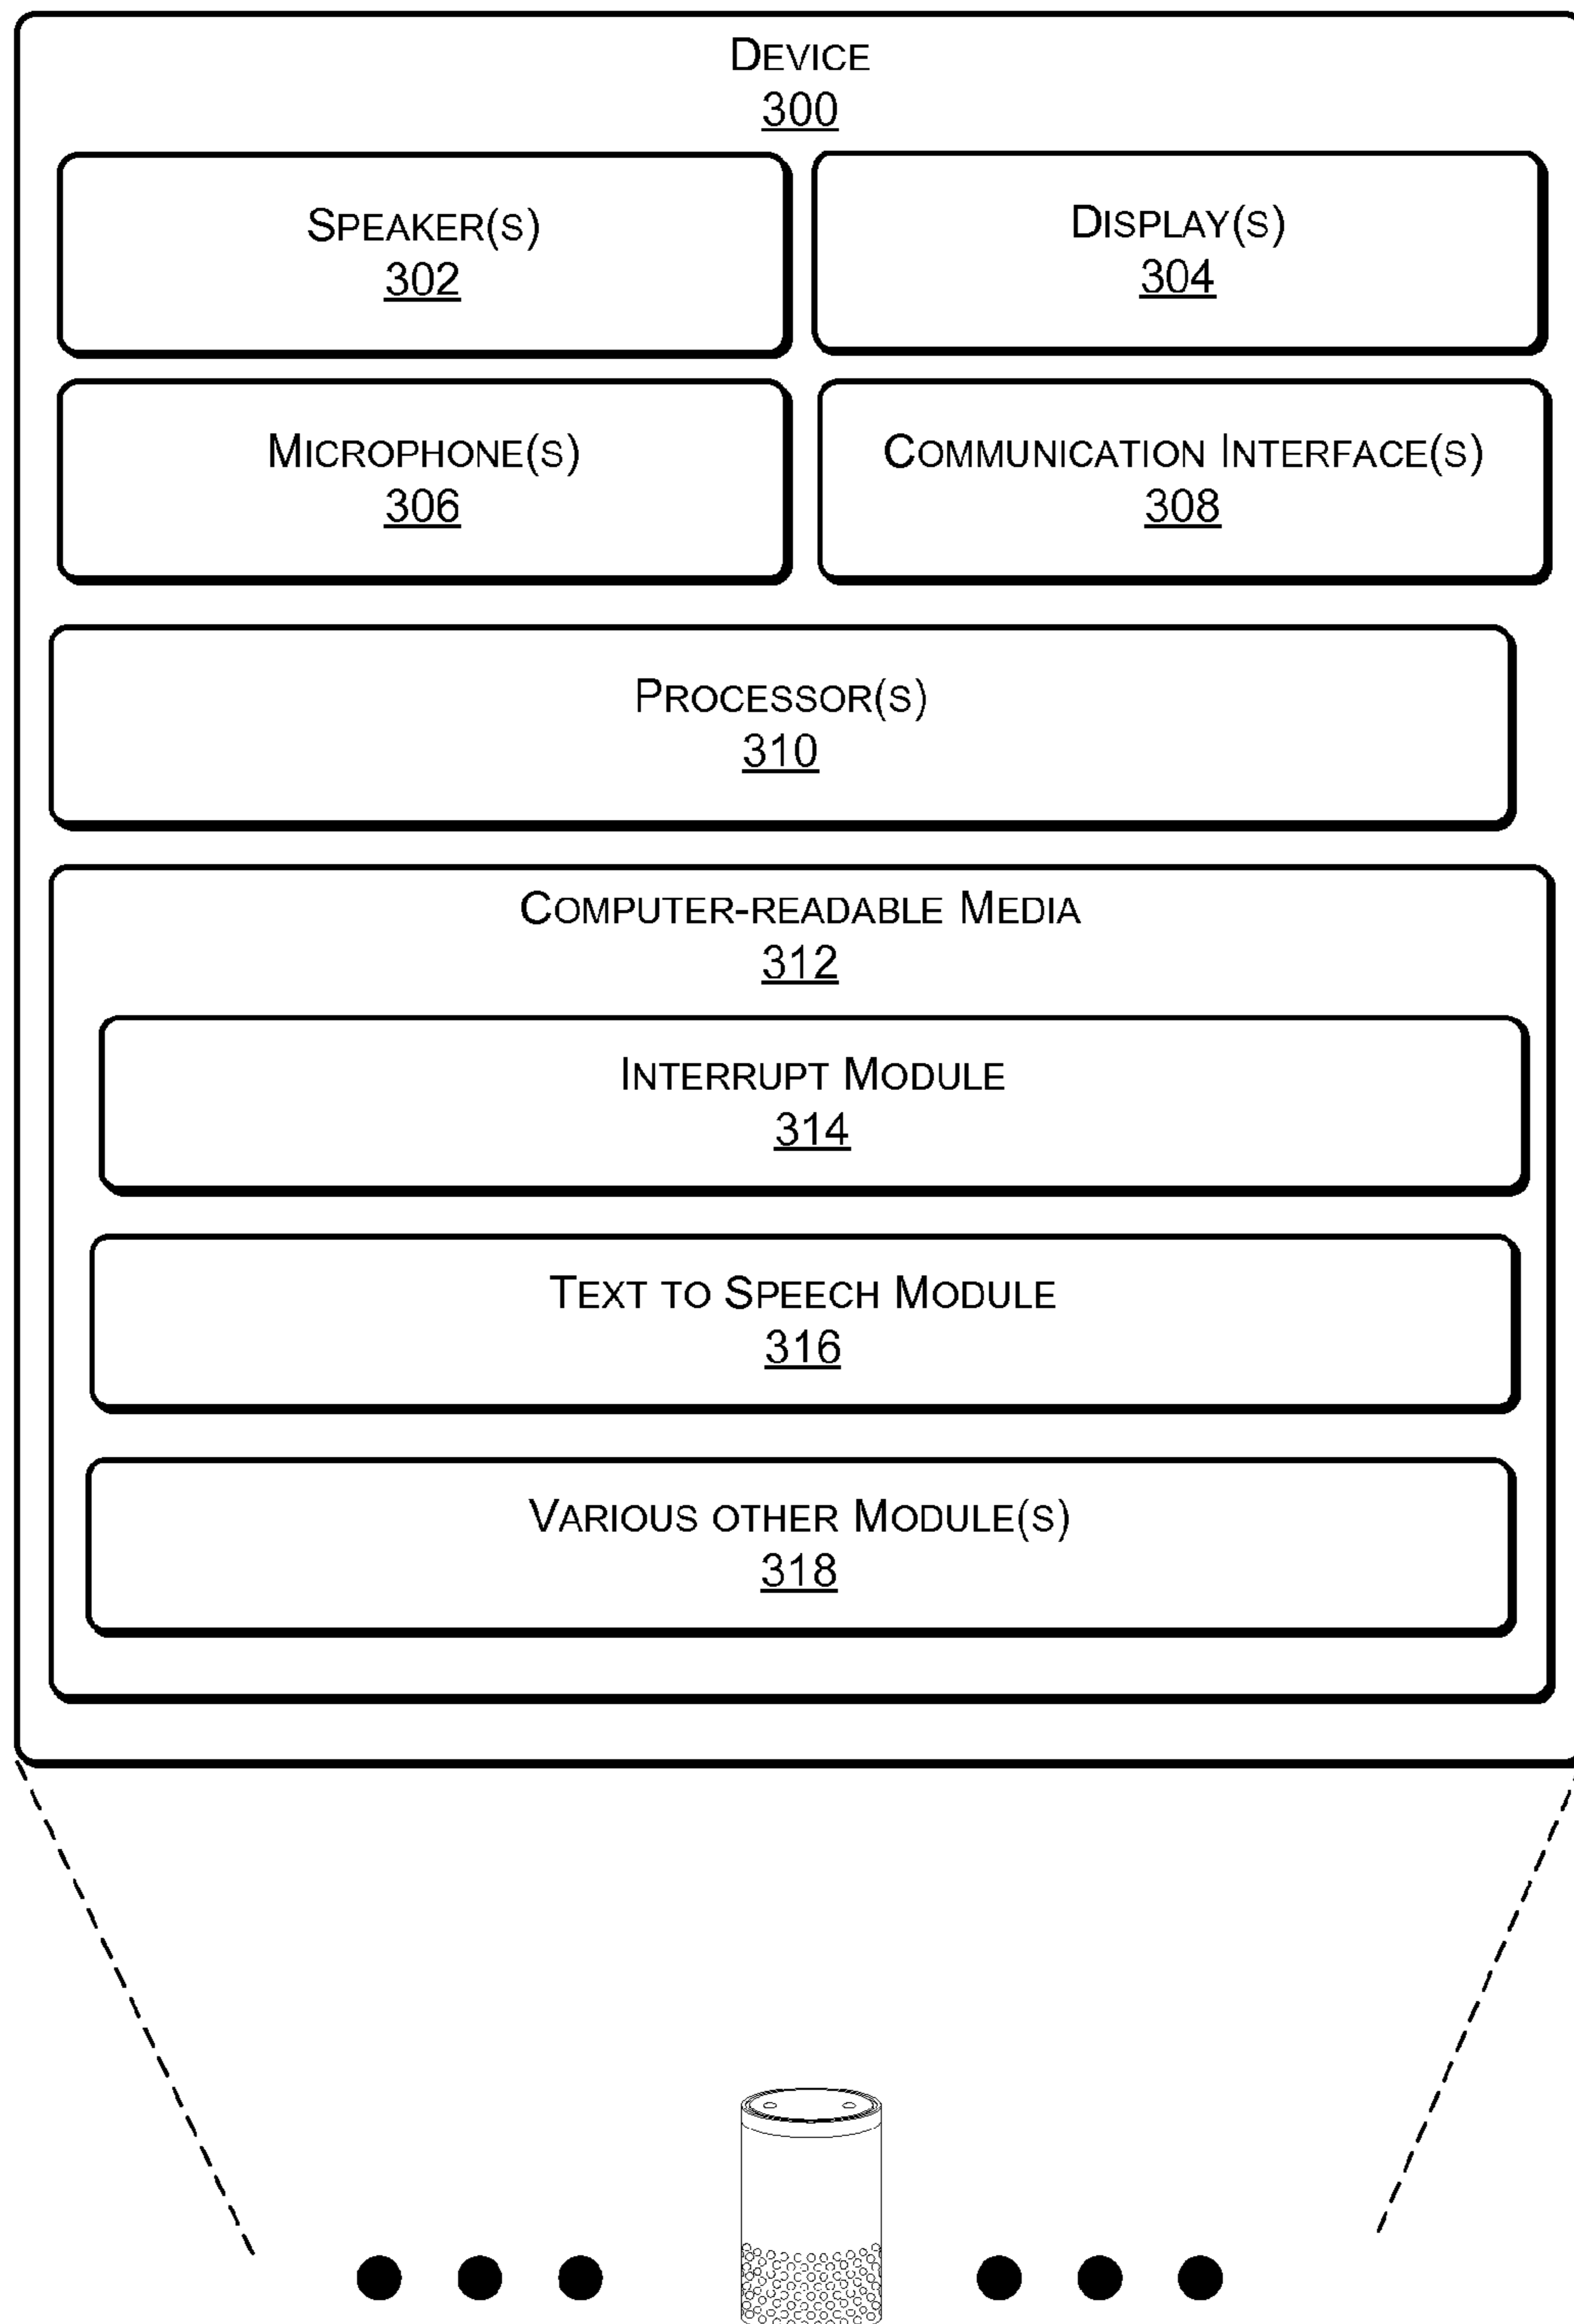 DEVICE
300
SPEAKER(S)
302
DISPLAY(S)
304
MICROPHONE(S)
306
COMMUNICATION INTERFACE(S)
308
PROCESSOR(S)
310
COMPUTER-READABLE MEDIA
312
INTERRUPT MODULE
314
TEXT TO SPEECH MODULE
316
VARIOUS OTHER MODULE(S)
318